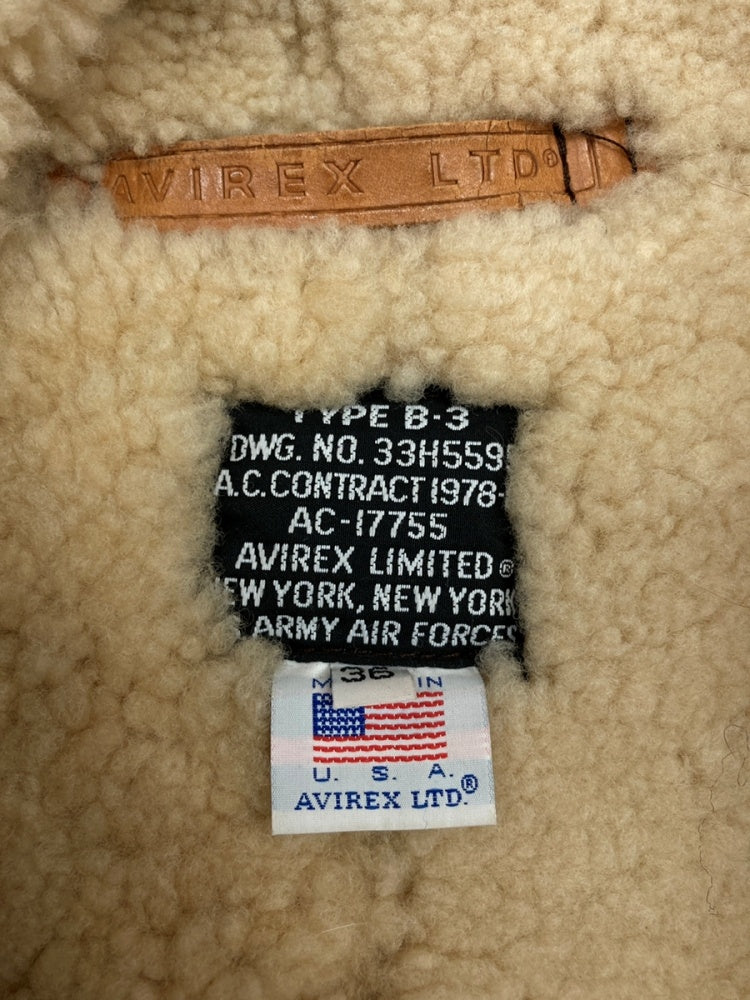 AVIREX LTD®
TYPE B-3
DWG. NO. 33H559
A.C. CONTRACT 1978-
AC-17755
AVIREX LIMITED ®
NEW YORK, NEW YORK
ARMY AIR FORCES
36
IN
U. S. A.
AVIREX LTD.®